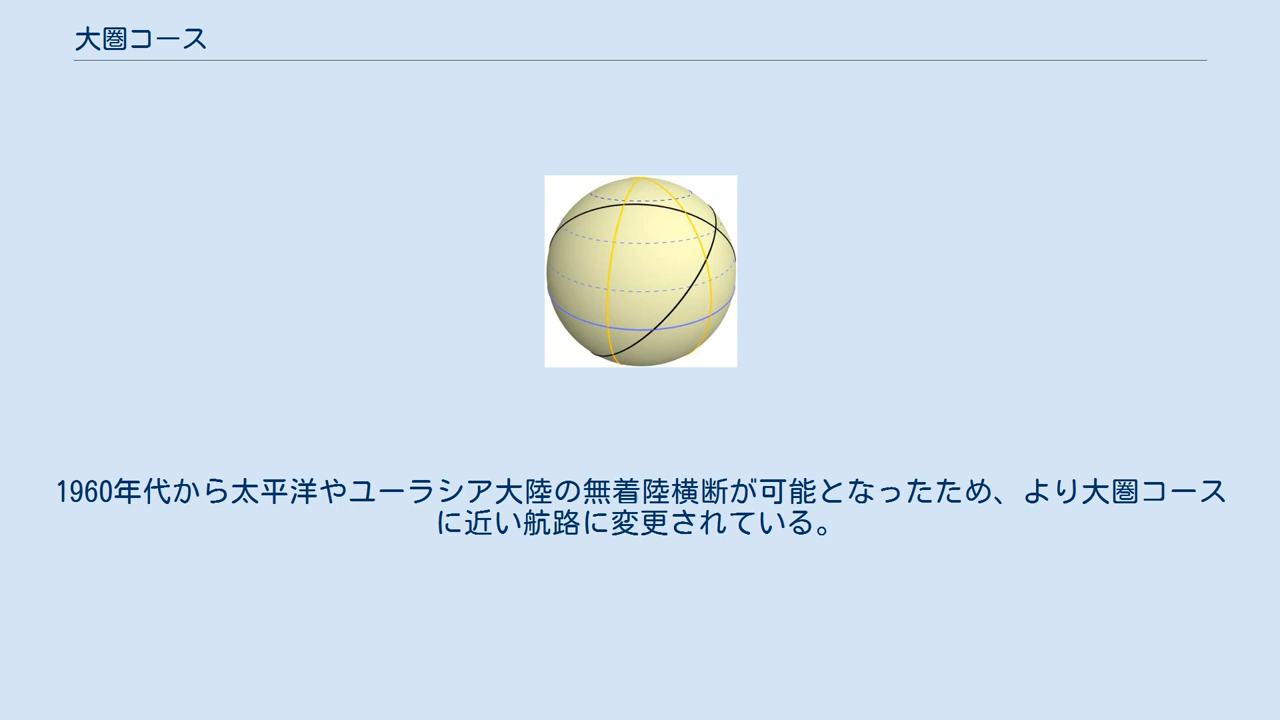 大圏コース
1960年代から太平洋やユーラシア大陸の無着陸横断が可能となったため、より大圏コース
に近い航路に変更されている。